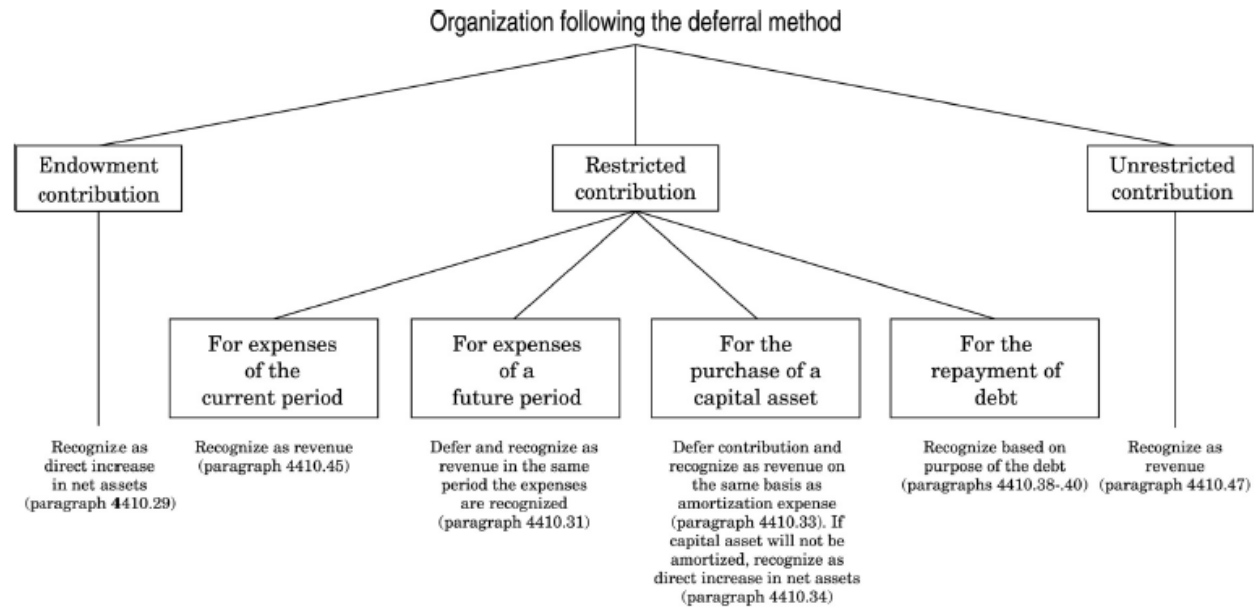 Organization following the deferral method
Endowment
contribution
Restricted
contribution
Unrestricted
contribution
For expenses
of the
current period
For expenses
of a
future period
For the
purchase of a
capital asset
For the
repayment of
debt
Recognize as
direct increase
in net assets
(paragraph 4410.29)
Recognize as revenue
(paragraph 4410.45)
Defer and recognize as
revenue in the same
period the expenses
are recognized
(paragraph 4410.31)
Defer contribution and
recognize as revenue on
the same basis as
amortization expense
(paragraph 4410.33). If
capital asset will not be
amortized, recognize as
direct increase in net assets
(paragraph 4410.34)
Recognize based on
purpose of the debt
(paragraphs 4410.38-.40)
Recognize as
revenue
(paragraph 4410.47)